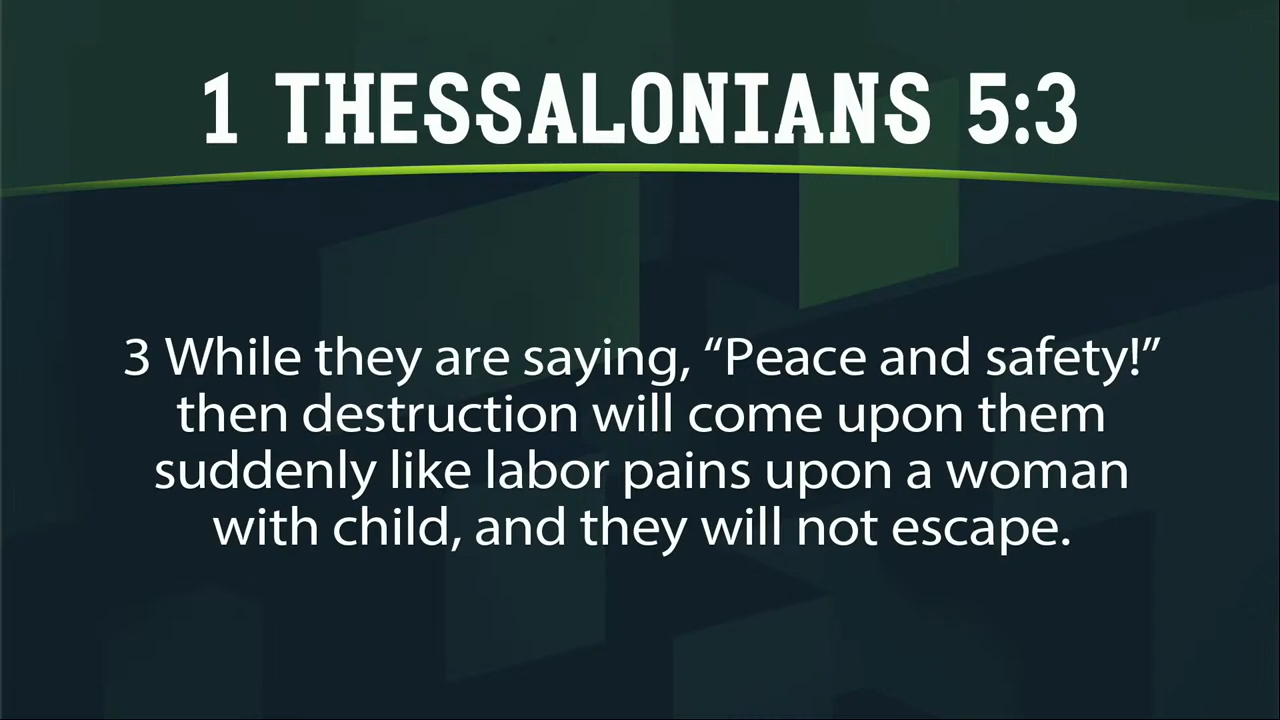 1 THESSALONIANS 5:3
3 While they are saying, “Peace and safety!”
then destruction will come upon them
suddenly like labor pains upon a woman
with child, and they will not escape.